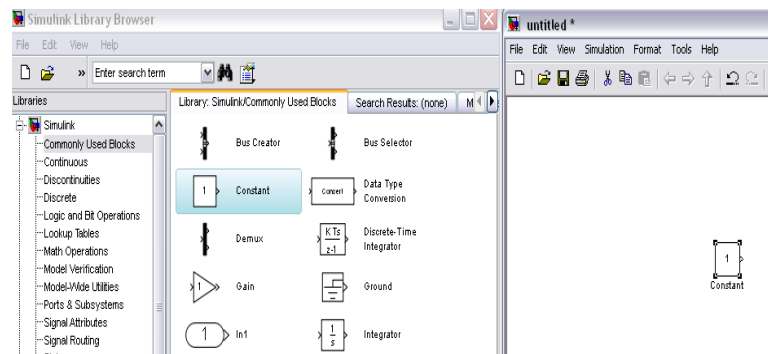 Simulink Library Browser
File Edit View Help
» Enter search term
Libraries
Simulink
Commonly Used Blocks
Continuous
Discontinuities
Discrete
Logic and Bit Operations
Lookup Tables
Math Operations
Model Verification
Model-Wide Utilities
Ports & Subsystems
Signal Attributes
Signal Routing
Library: Simulink/Commonly Used Blocks Search Results: (none) M
Bus Creator
Bus Selector
1 Constant
Convert Data Type
Conversion
Demux
K Ts
z-1
Discrete-Time
Integrator
1 Gain
Ground
1 In1
1
s
Integrator
untitled *
File Edit View Simulation Format Tools Help
1
Constant